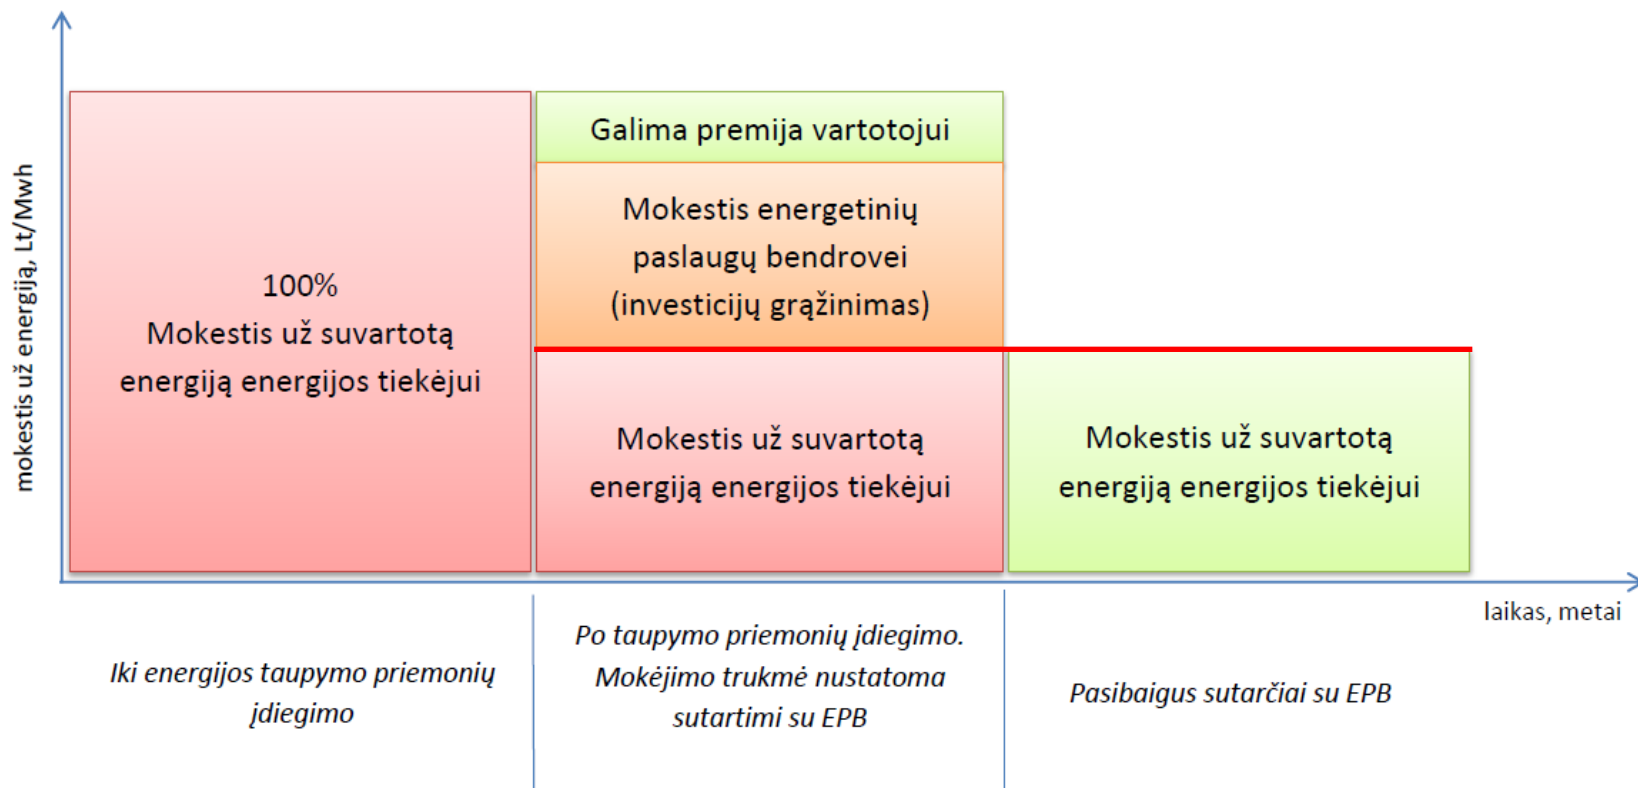 mokestis už energiją, Lt/Mwh
100%
Mokestis už suvartotą
energiją energijos tiekėjui
Galima premija vartotojui
Mokestis energetinių
paslaugų bendrovei
(investicijų grąžinimas)
Mokestis už suvartotą
energiją energijos tiekėjui
Mokestis už suvartotą
energiją energijos tiekėjui
laikas, metai
Iki energijos taupymo priemonių
įdiegimo
Po taupymo priemonių įdiegimo.
Mokėjimo trukmė nustatoma
sutartimi su EPB
Pasibaigus sutarčiai su EPB